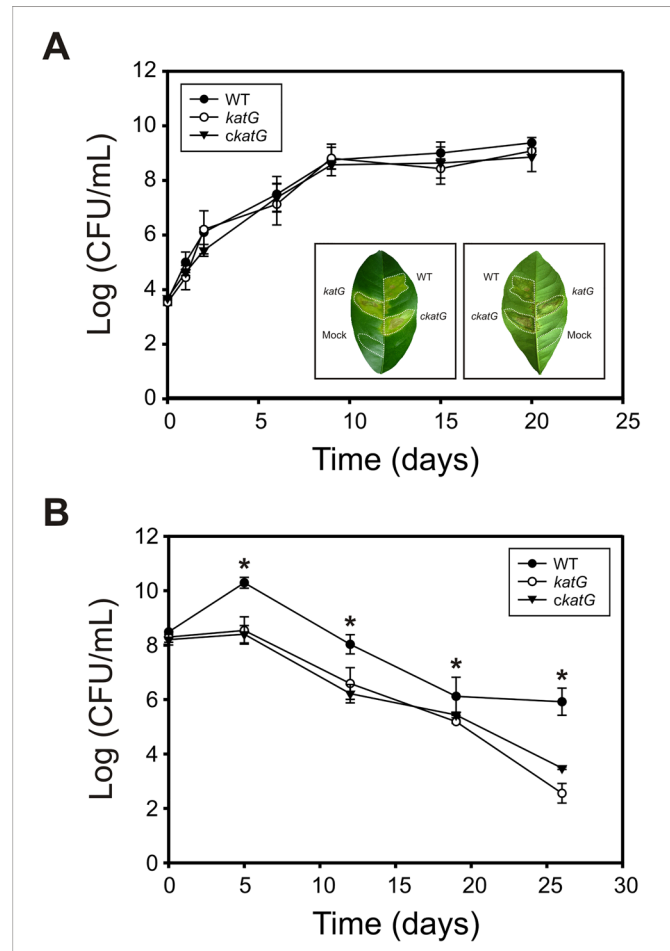 A
12
10
8
6
4
2
0
Log (CFU/mL)
WT
katG
ckatG
WT
katG
ckatG
Mock
WT
katG
ckatG
Mock
0 5 10 15 20 25
Time (days)
B
12
10
8
6
4
2
0
Log (CFU/mL)
WT
katG
ckatG
*
*
*
*
0 5 10 15 20 25 30
Time (days)